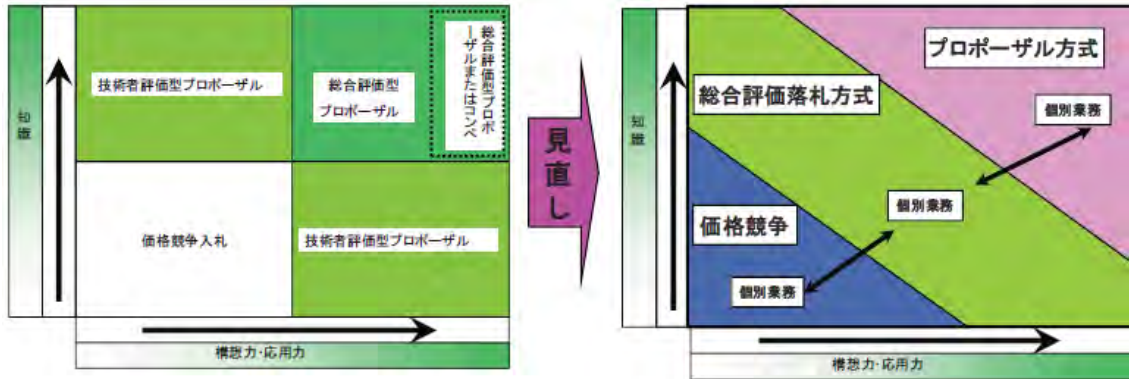 知識
技術者評価型プロポーザル
総合評価型
プロポーザル
総合評価型プロポ
ーザルまたはコンペ
価格競争入札
技術者評価型プロポーザル
構想力・応用力
見直し
知識
プロポーザル方式
総合評価落札方式
個別業務
個別業務
価格競争
個別業務
構想力・応用力